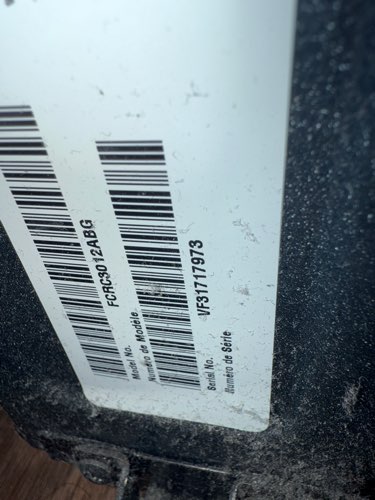 FCRC3012ABG
Model No.
Numéro de Modèle
VF31717973
Serial No.
Numéro de Série